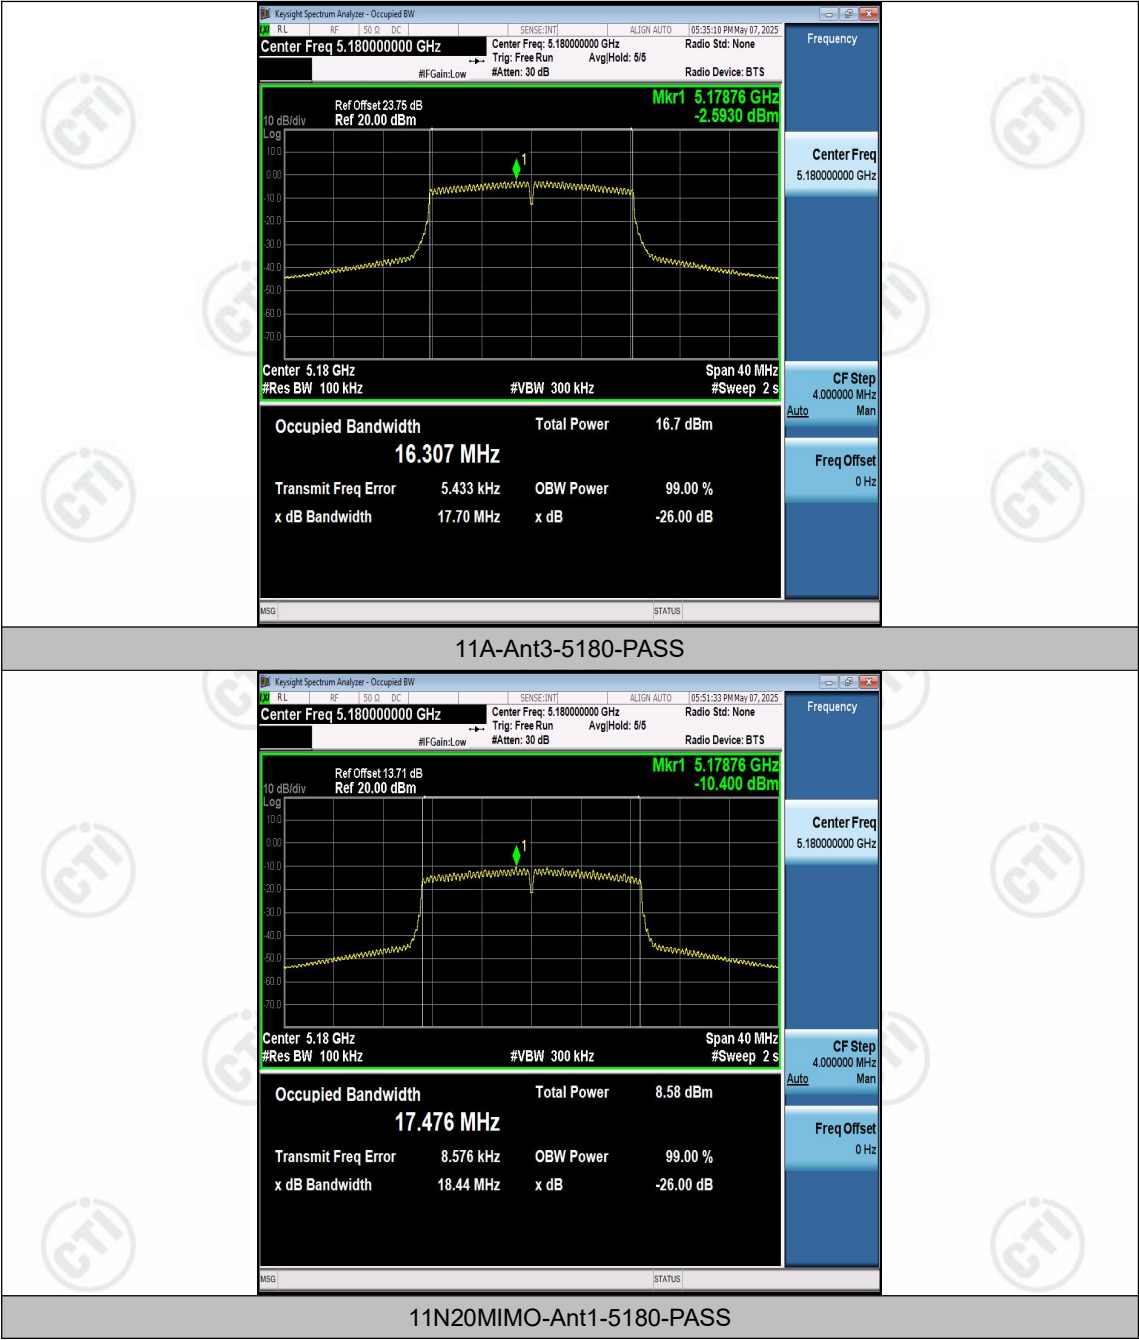 Keysight Spectrum Analyzer - Occupied BW
RL RF 50 Ω DC SENSE:INT ALIGN AUTO 05:35:10 PM May 07, 2025
Center Freq 5.180000000 GHz
Center Freq: 5.180000000 GHz
Radio Std: None
Trig: Free Run Avg|Hold: 5/5
#IFGain:Low
#Atten: 30 dB
Radio Device: BTS
Mkr1 5.17876 GHz
-2.5930 dBm
Ref Offset 23.75 dB
10 dB/div Ref 20.00 dBm
Log
10.0
0.00
-10.0
-20.0
-30.0
-40.0
-50.0
-60.0
-70.0
1
Center 5.18 GHz
Span 40 MHz
#Res BW 100 kHz
#VBW 300 kHz
#Sweep 2 s
Occupied Bandwidth
Total Power 16.7 dBm
16.307 MHz
Transmit Freq Error 5.433 kHz OBW Power 99.00 %
x dB Bandwidth 17.70 MHz x dB -26.00 dB
MSG STATUS
Frequency
Center Freq
5.180000000 GHz
CF Step
4.000000 MHz
Auto Man
Freq Offset
0 Hz
11A-Ant3-5180-PASS
Keysight Spectrum Analyzer - Occupied BW
RL RF 50 Ω DC SENSE:INT ALIGN AUTO 05:51:33 PM May 07, 2025
Center Freq 5.180000000 GHz
Center Freq: 5.180000000 GHz
Radio Std: None
Trig: Free Run Avg|Hold: 5/5
#IFGain:Low
#Atten: 30 dB
Radio Device: BTS
Mkr1 5.17876 GHz
-10.400 dBm
Ref Offset 13.71 dB
10 dB/div Ref 20.00 dBm
Log
10.0
0.00
-10.0
-20.0
-30.0
-40.0
-50.0
-60.0
-70.0
1
Center 5.18 GHz
Span 40 MHz
#Res BW 100 kHz
#VBW 300 kHz
#Sweep 2 s
Occupied Bandwidth
Total Power 8.58 dBm
17.476 MHz
Transmit Freq Error 8.576 kHz OBW Power 99.00 %
x dB Bandwidth 18.44 MHz x dB -26.00 dB
MSG STATUS
Frequency
Center Freq
5.180000000 GHz
CF Step
4.000000 MHz
Auto Man
Freq Offset
0 Hz
11N20MIMO-Ant1-5180-PASS
CTI
CTI
CTI
CTI
CTI
CTI
CTI
CTI
CTI
CTI
CTI
CTI